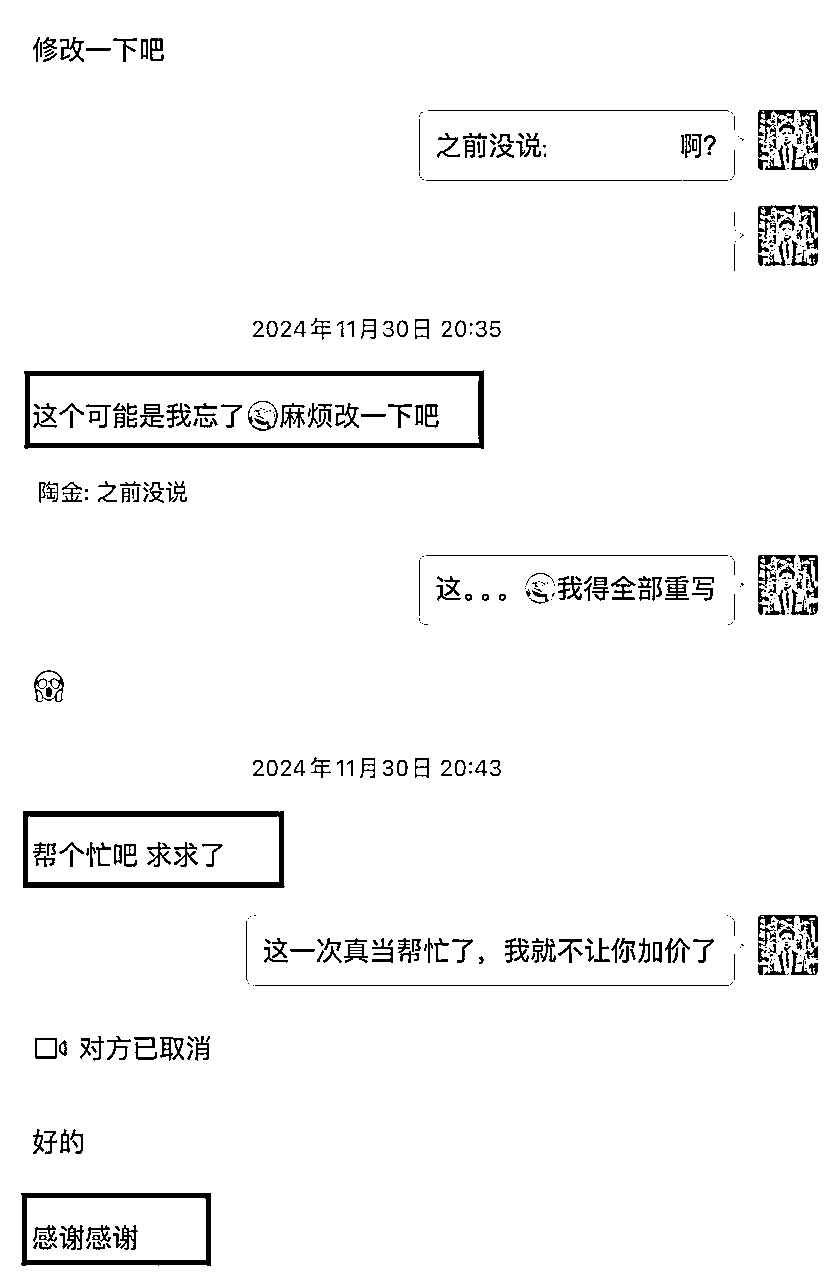 修改一下吧
之前没说: 啊?
2024年11月30日 20:35
这个可能是我忘了麻烦改一下吧
陶金: 之前没说
这。。。我得全部重写
2024年11月30日 20:43
帮个忙吧 求求了
这一次真当帮忙了，我就不让你加价了
对方已取消
好的
感谢感谢